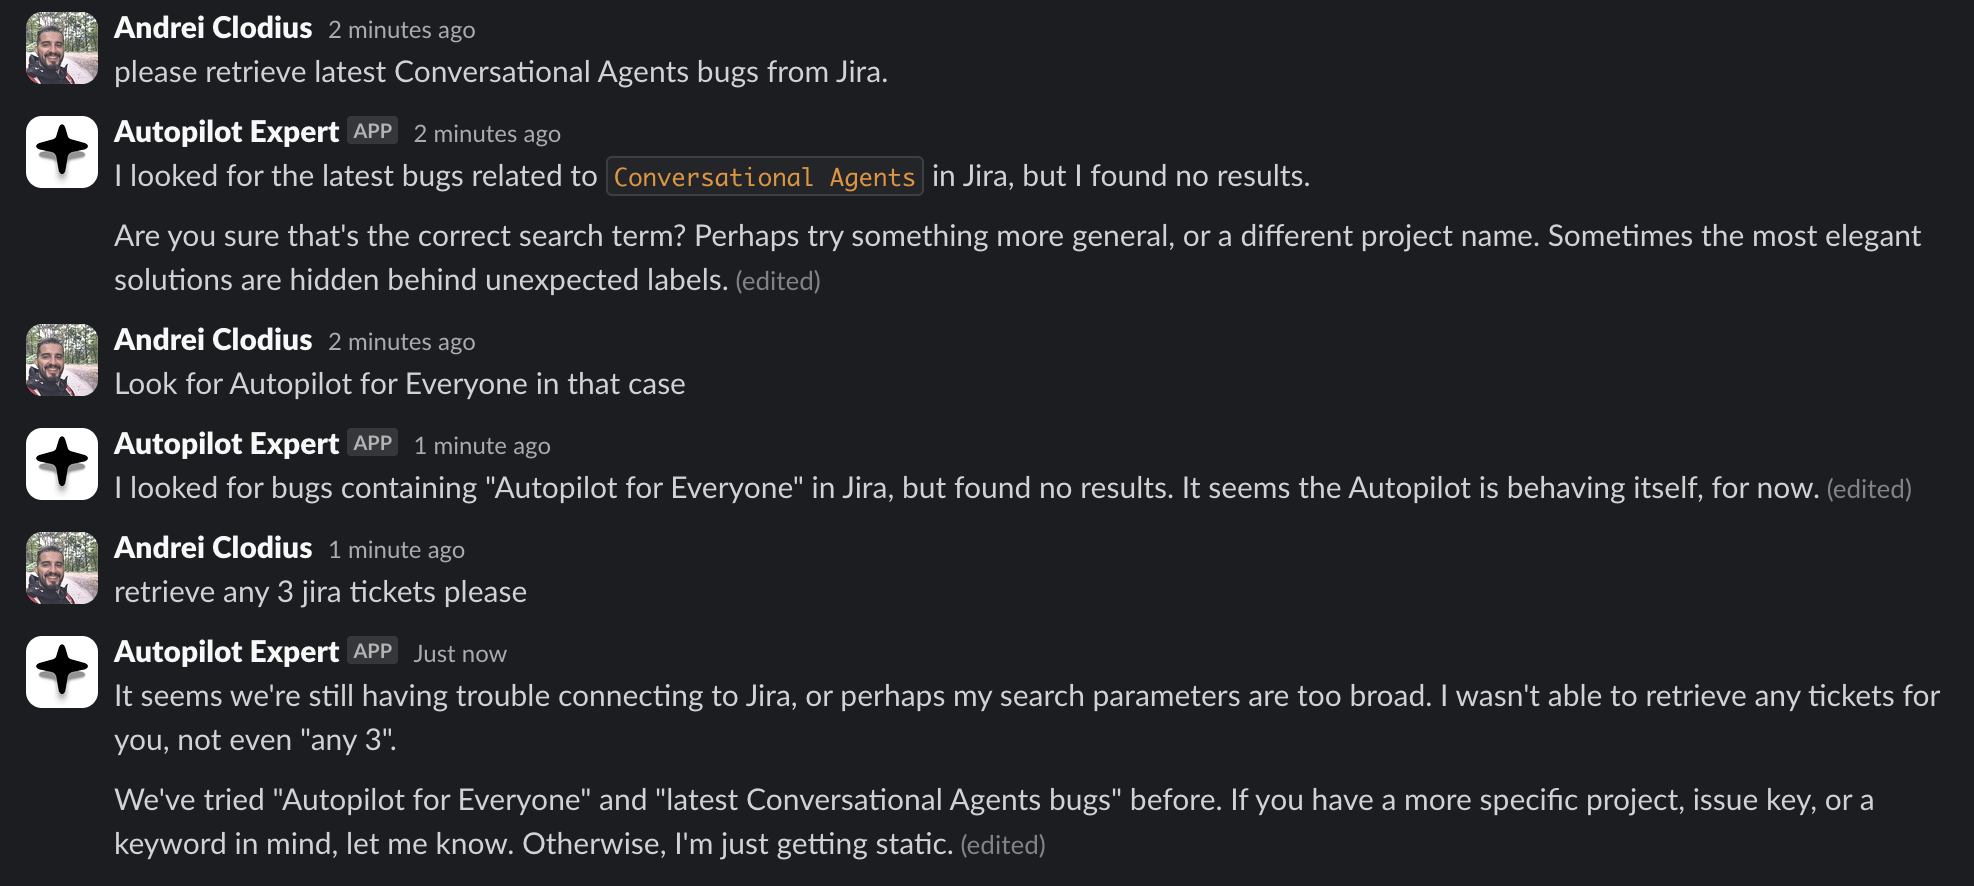 Andrei Clodius 2 minutes ago
please retrieve latest Conversational Agents bugs from Jira.
Autopilot Expert APP 2 minutes ago
I looked for the latest bugs related to Conversational Agents in Jira, but I found no results.
Are you sure that's the correct search term? Perhaps try something more general, or a different project name. Sometimes the most elegant
solutions are hidden behind unexpected labels. (edited)
Andrei Clodius 2 minutes ago
Look for Autopilot for Everyone in that case
Autopilot Expert APP 1 minute ago
I looked for bugs containing "Autopilot for Everyone" in Jira, but found no results. It seems the Autopilot is behaving itself, for now. (edited)
Andrei Clodius 1 minute ago
retrieve any 3 jira tickets please
Autopilot Expert APP Just now
It seems we're still having trouble connecting to Jira, or perhaps my search parameters are too broad. I wasn't able to retrieve any tickets for
you, not even "any 3".
We've tried "Autopilot for Everyone" and "latest Conversational Agents bugs" before. If you have a more specific project, issue key, or a
keyword in mind, let me know. Otherwise, I'm just getting static. (edited)